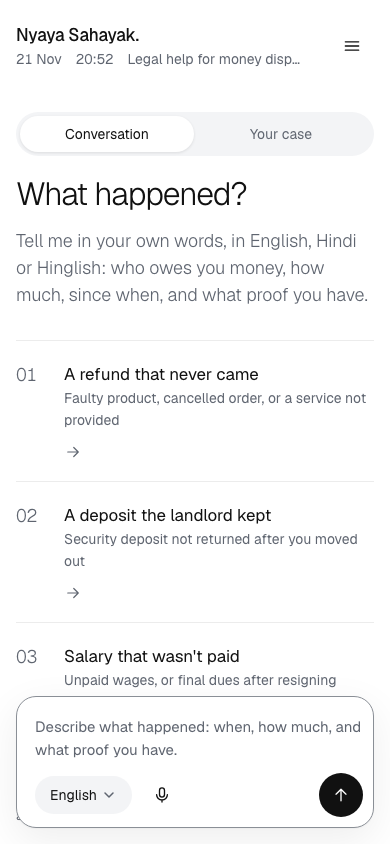 Nyaya Sahayak.
21 Nov 20:52 Legal help for money disp...
Conversation
Your case
What happened?
Tell me in your own words, in English, Hindi
or Hinglish: who owes you money, how
much, since when, and what proof you have.
01
A refund that never came
Faulty product, cancelled order, or a service not
provided
02
A deposit the landlord kept
Security deposit not returned after you moved
out
03
Salary that wasn't paid
Unpaid wages, or final dues after resigning
Describe what happened: when, how much, and
what proof you have.
English